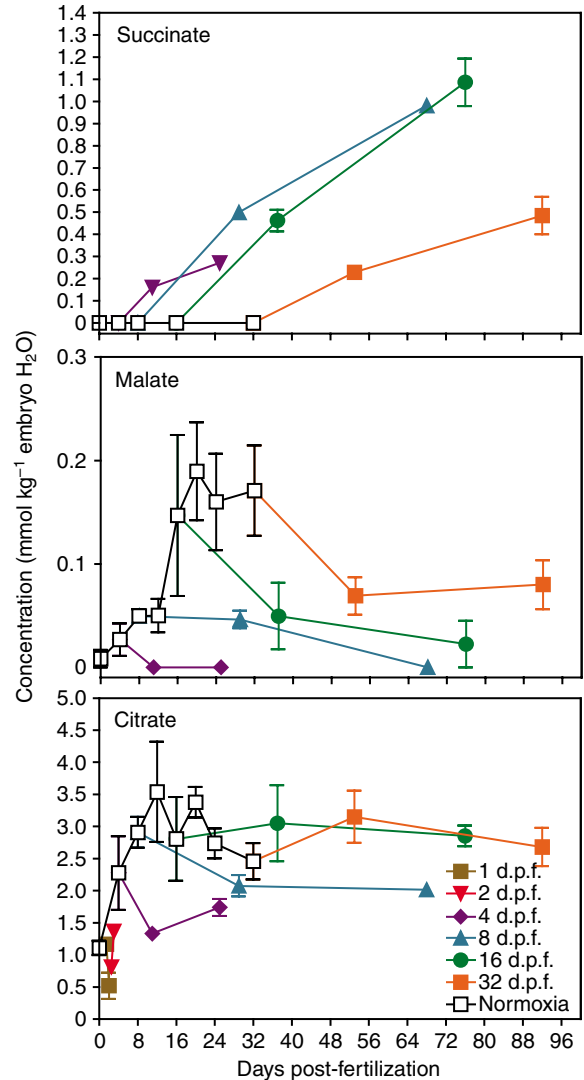 Succinate
1.4
1.3
1.2
1.1
1.0
0.9
0.8
0.7
0.6
0.5
0.4
0.3
0.2
0.1
0
Malate
0.3
0.2
0.1
0
Concentration (mmol kg⁻¹ embryo H₂O)
Citrate
5.0
4.5
4.0
3.5
3.0
2.5
2.0
1.5
1.0
0.5
0
1 d.p.f.
2 d.p.f.
4 d.p.f.
8 d.p.f.
16 d.p.f.
32 d.p.f.
Normoxia
0 8 16 24 32 40 48 56 64 72 80 88 96
Days post-fertilization